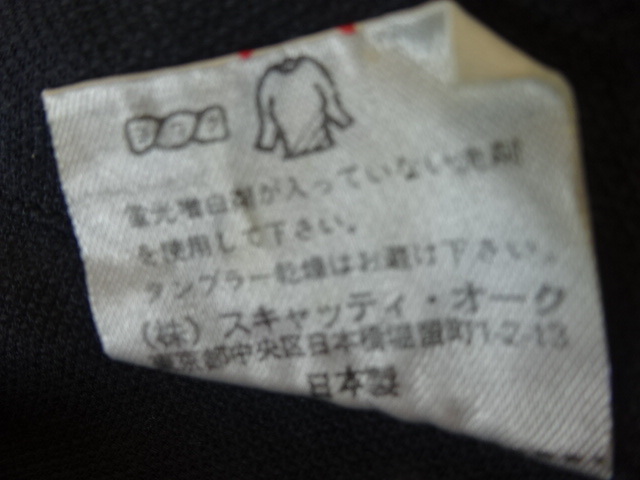 蛍光増白剤が入っていない洗剤
を使用して下さい。
タンブラー乾燥はお避け下さい。
(株)スキャッティ・オーク
東京都中央区日本橋堀留町1-2-13
日本製